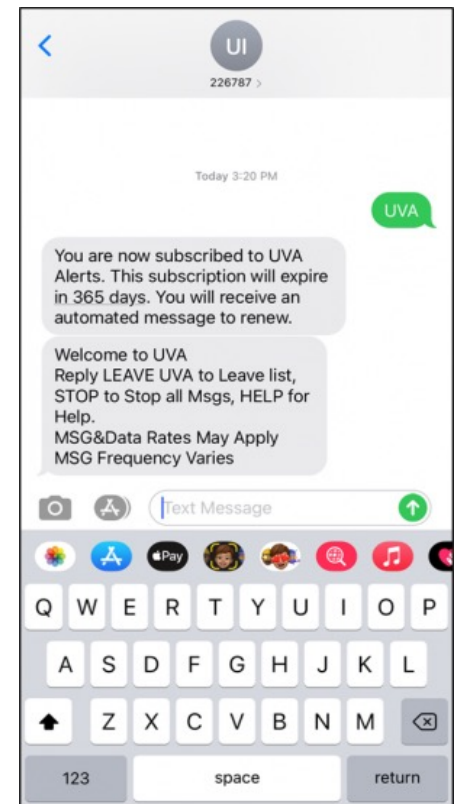 UI
226787 >
Today 3:20 PM
UVA
You are now subscribed to UVA
Alerts. This subscription will expire
in 365 days. You will receive an
automated message to renew.
Welcome to UVA
Reply LEAVE UVA to Leave list,
STOP to Stop all Msgs, HELP for
Help.
MSG&Data Rates May Apply
MSG Frequency Varies
Text Message
Pay
Q W E R T Y U I O P
A S D F G H J K L
Z X C V B N M
123 space return